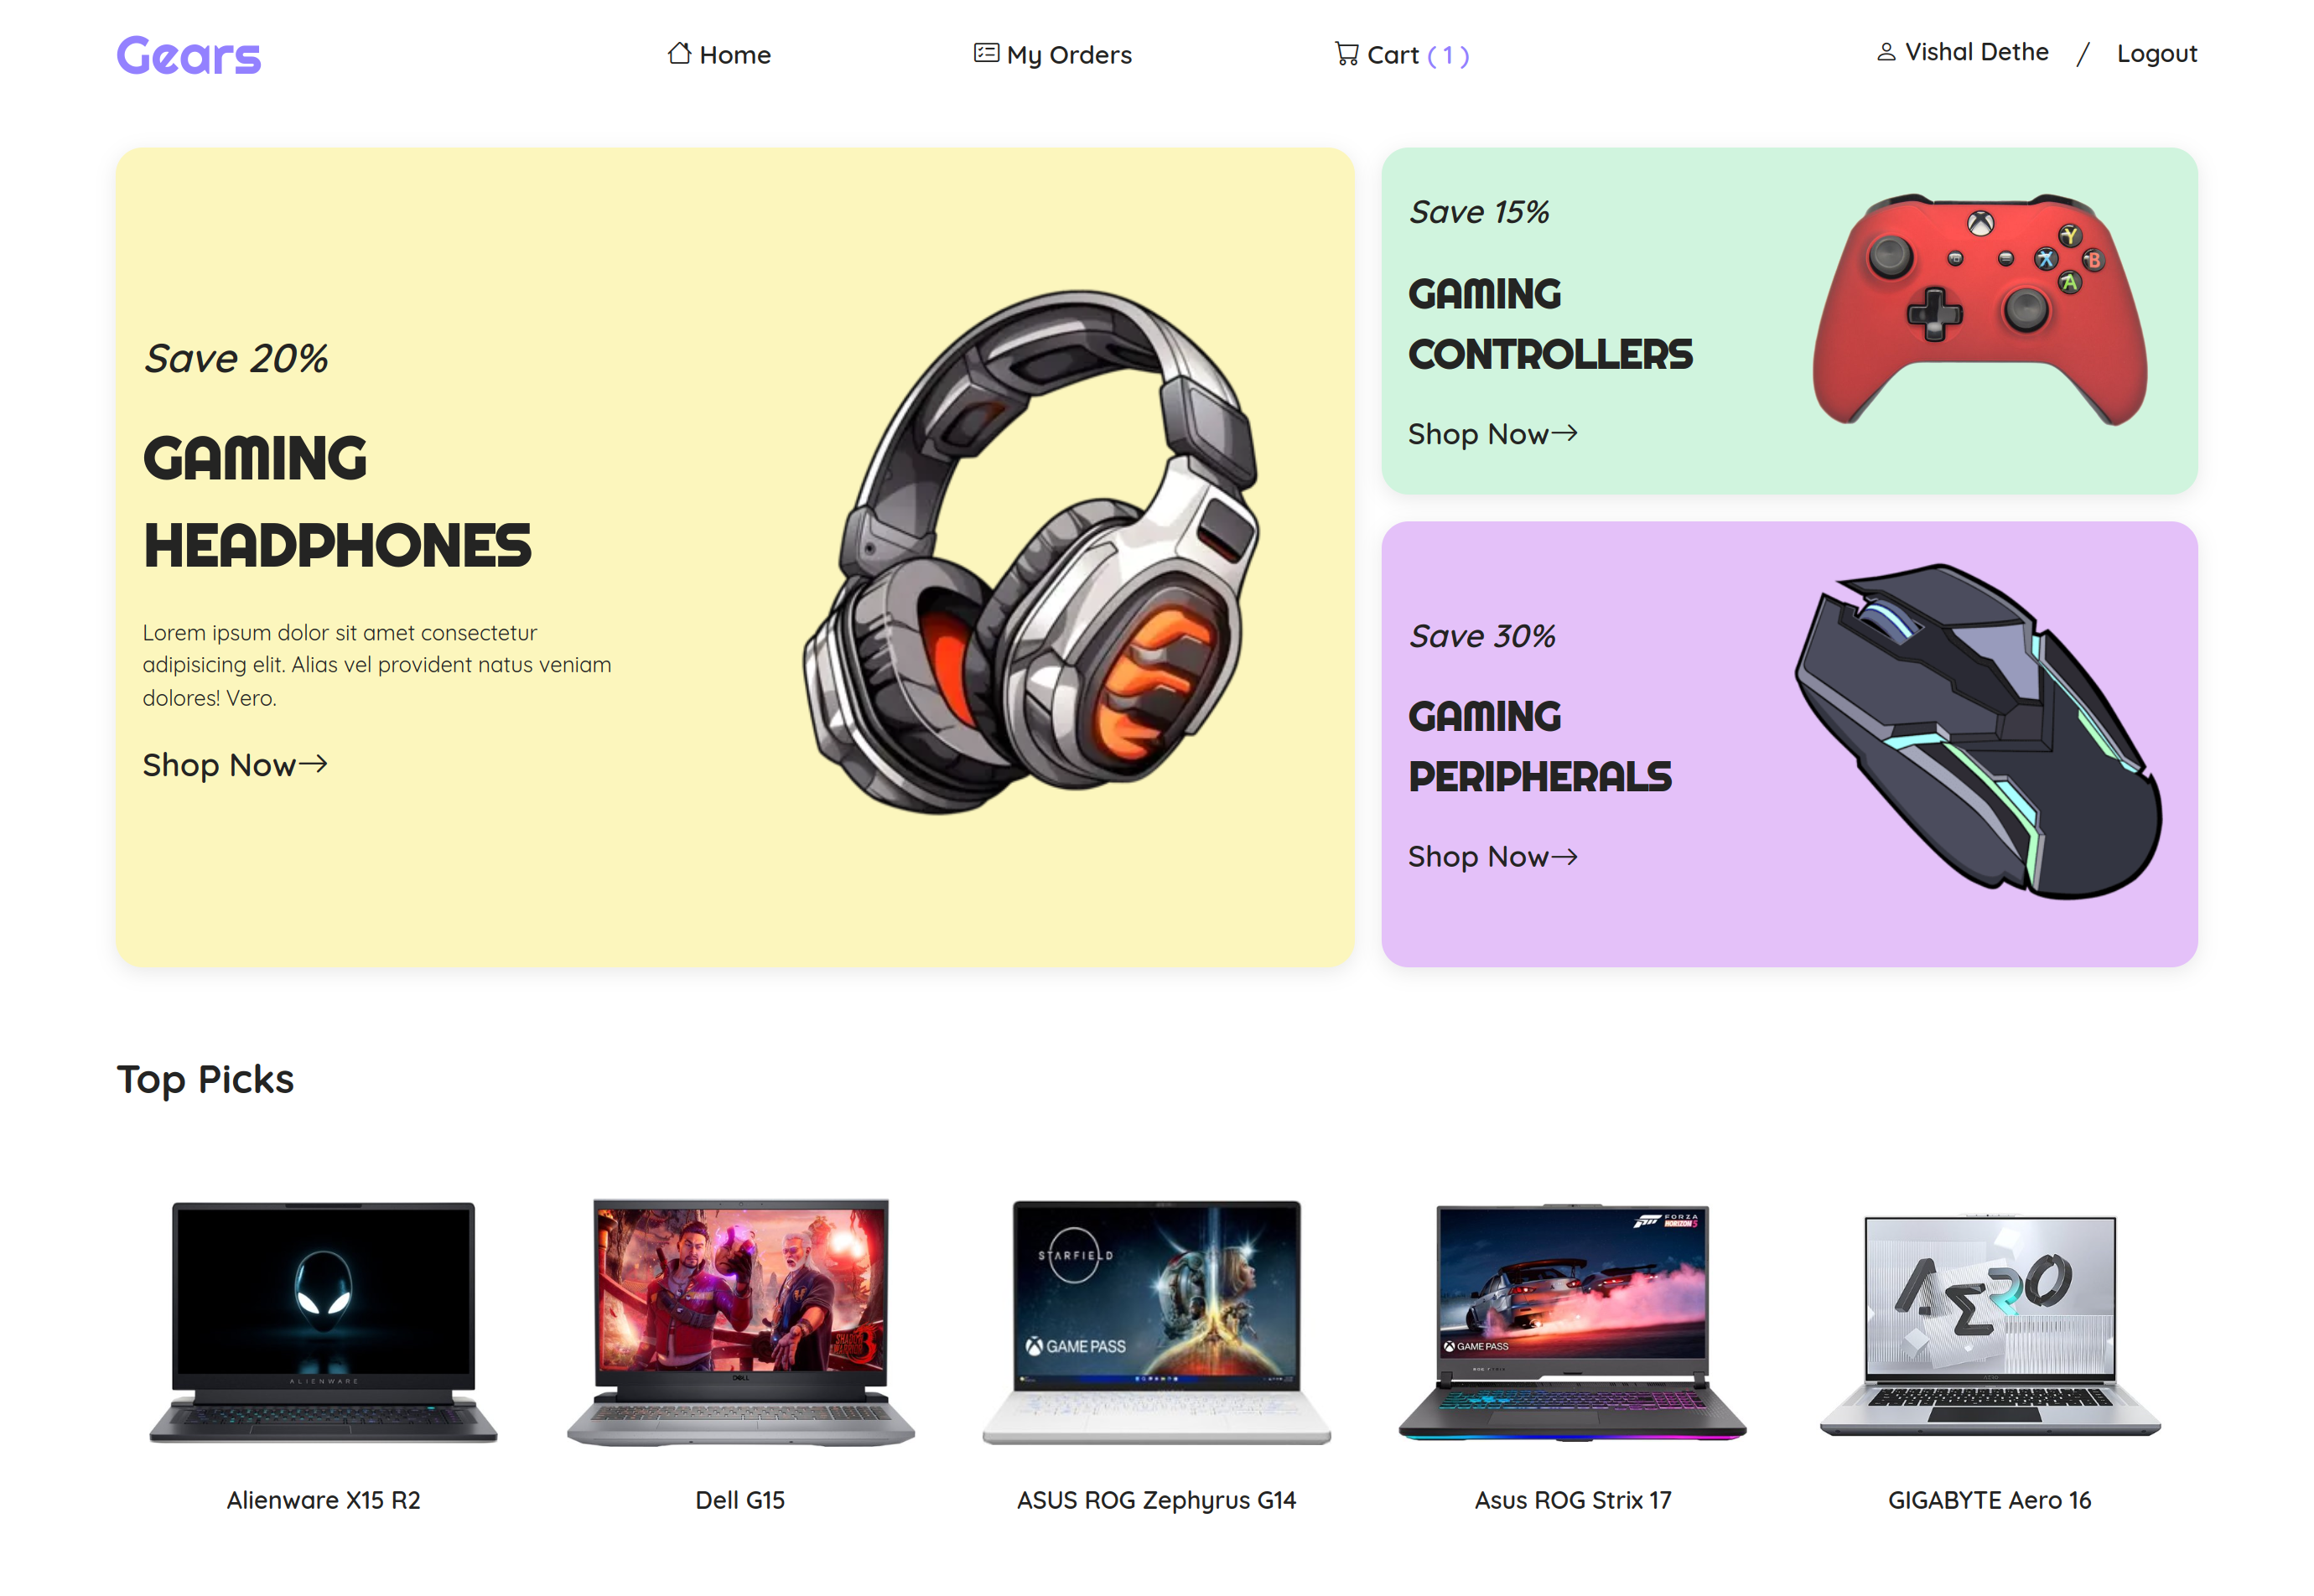 Gears
Home
My Orders
Cart ( 1 )
Vishal Dethe / Logout
Save 20%
GAMING
HEADPHONES
Lorem ipsum dolor sit amet consectetur
adipisicing elit. Alias vel provident natus veniam
dolores! Vero.
Shop Now→
Save 15%
GAMING
CONTROLLERS
Shop Now→
Y
X
B
A
Save 30%
GAMING
PERIPHERALS
Shop Now→
Top Picks
ALIENWARE
Alienware X15 R2
DELL
Dell G15
STARFIELD
GAME PASS
ASUS ROG Zephyrus G14
FORZA
HORIZON 5
GAME PASS
Asus ROG Strix 17
AERO
GIGABYTE Aero 16